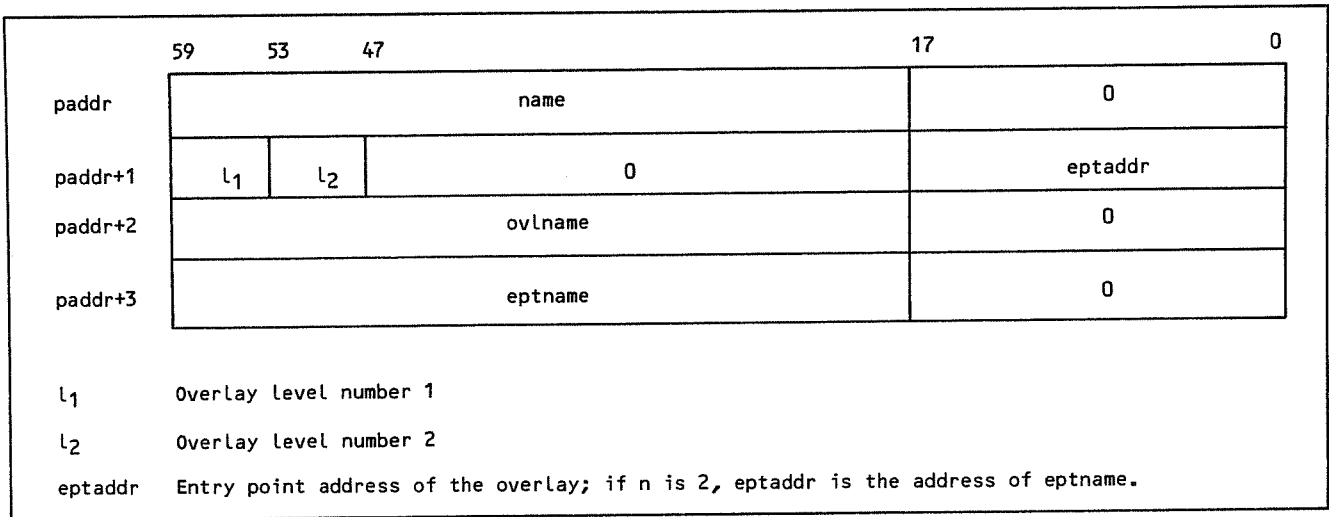 59 53 47 17 0
paddr name 0
paddr+1 l1 l2 0 eptaddr
paddr+2 ovlname 0
paddr+3 eptname 0
l1 Overlay level number 1
l2 Overlay level number 2
eptaddr Entry point address of the overlay; if n is 2, eptaddr is the address of eptname.